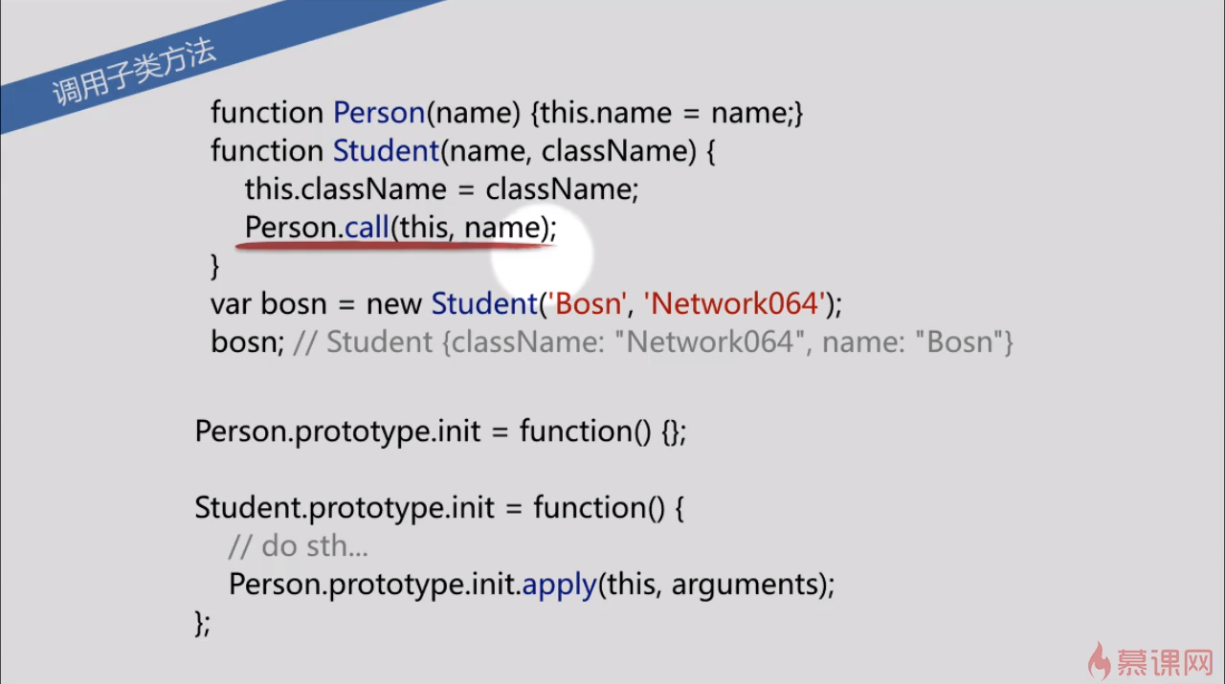 调用子类方法
function Person(name) {this.name = name;}
function Student(name, className) {
this.className = className;
Person.call(this, name);
}
var bosn = new Student('Bosn', 'Network064');
bosn; // Student {className: "Network064", name: "Bosn"}
Person.prototype.init = function() {};
Student.prototype.init = function() {
// do sth...
Person.prototype.init.apply(this, arguments);
};
慕课网